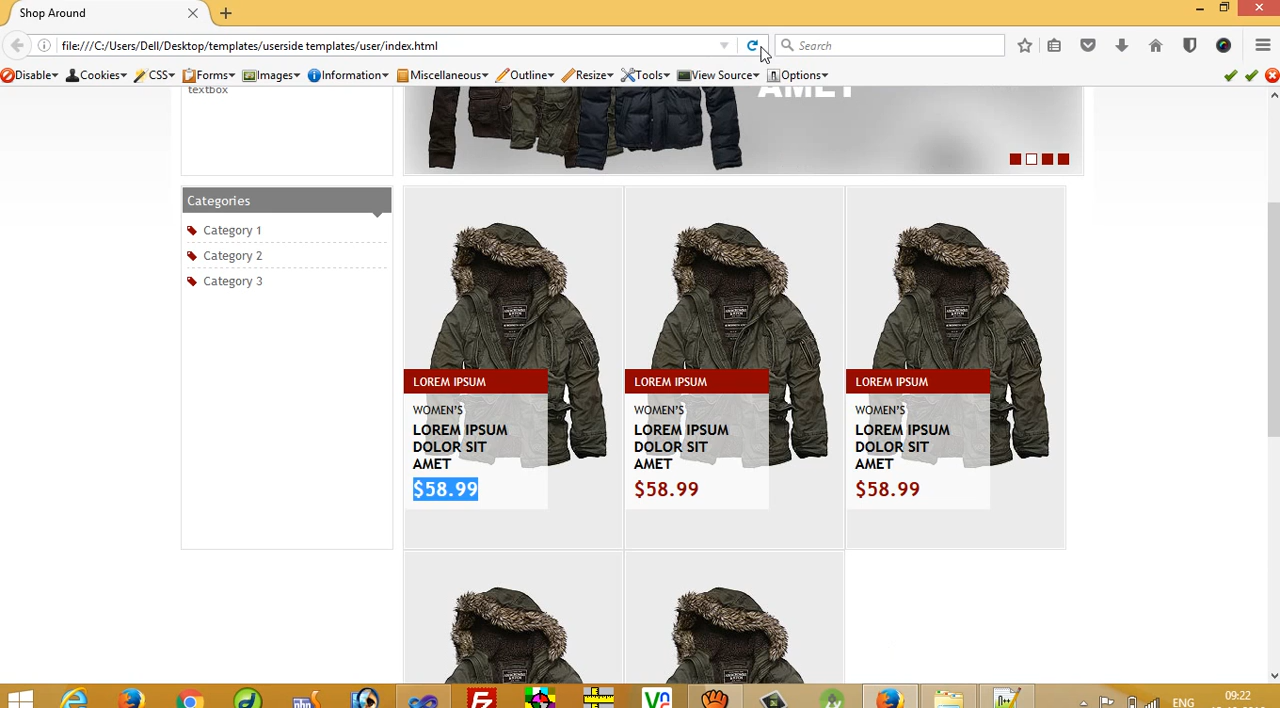 Shop Around
file:///C:/Users/Dell/Desktop/templates/userside templates/user/index.html
Search
Disable Cookies CSS Forms Images Information Miscellaneous Outline Resize Tools View Source Options
textbox
AMET
Categories
Category 1
Category 2
Category 3
LOREM IPSUM
WOMEN'S
LOREM IPSUM
DOLOR SIT
AMET
$58.99
LOREM IPSUM
WOMEN'S
LOREM IPSUM
DOLOR SIT
AMET
$58.99
LOREM IPSUM
WOMEN'S
LOREM IPSUM
DOLOR SIT
AMET
$58.99
ENG
09:22